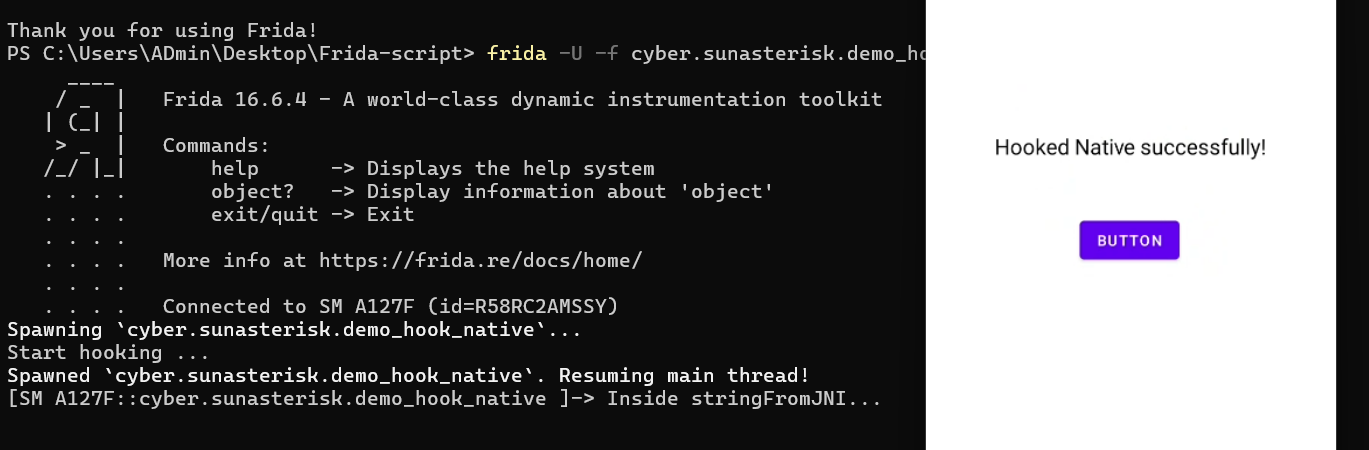 Thank you for using Frida!
PS C:\Users\ADmin\Desktop\Frida-script> frida -U -f cyber.sunasterisk.demo_ho
    ____
   / _  |   Frida 16.6.4 - A world-class dynamic instrumentation toolkit
  | (_| |
   > _  |   Commands:
  /_/ |_|       help      -> Displays the help system
  . . . .       object?   -> Display information about 'object'
  . . . .       exit/quit -> Exit
  . . . .
  . . . .   More info at https://frida.re/docs/home/
  . . . .
  . . . .   Connected to SM A127F (id=R58RC2AMSSY)
Spawning `cyber.sunasterisk.demo_hook_native`...
Start hooking ...
Spawned `cyber.sunasterisk.demo_hook_native`. Resuming main thread!
[SM A127F::cyber.sunasterisk.demo_hook_native ]-> Inside stringFromJNI...
Hooked Native successfully!
BUTTON